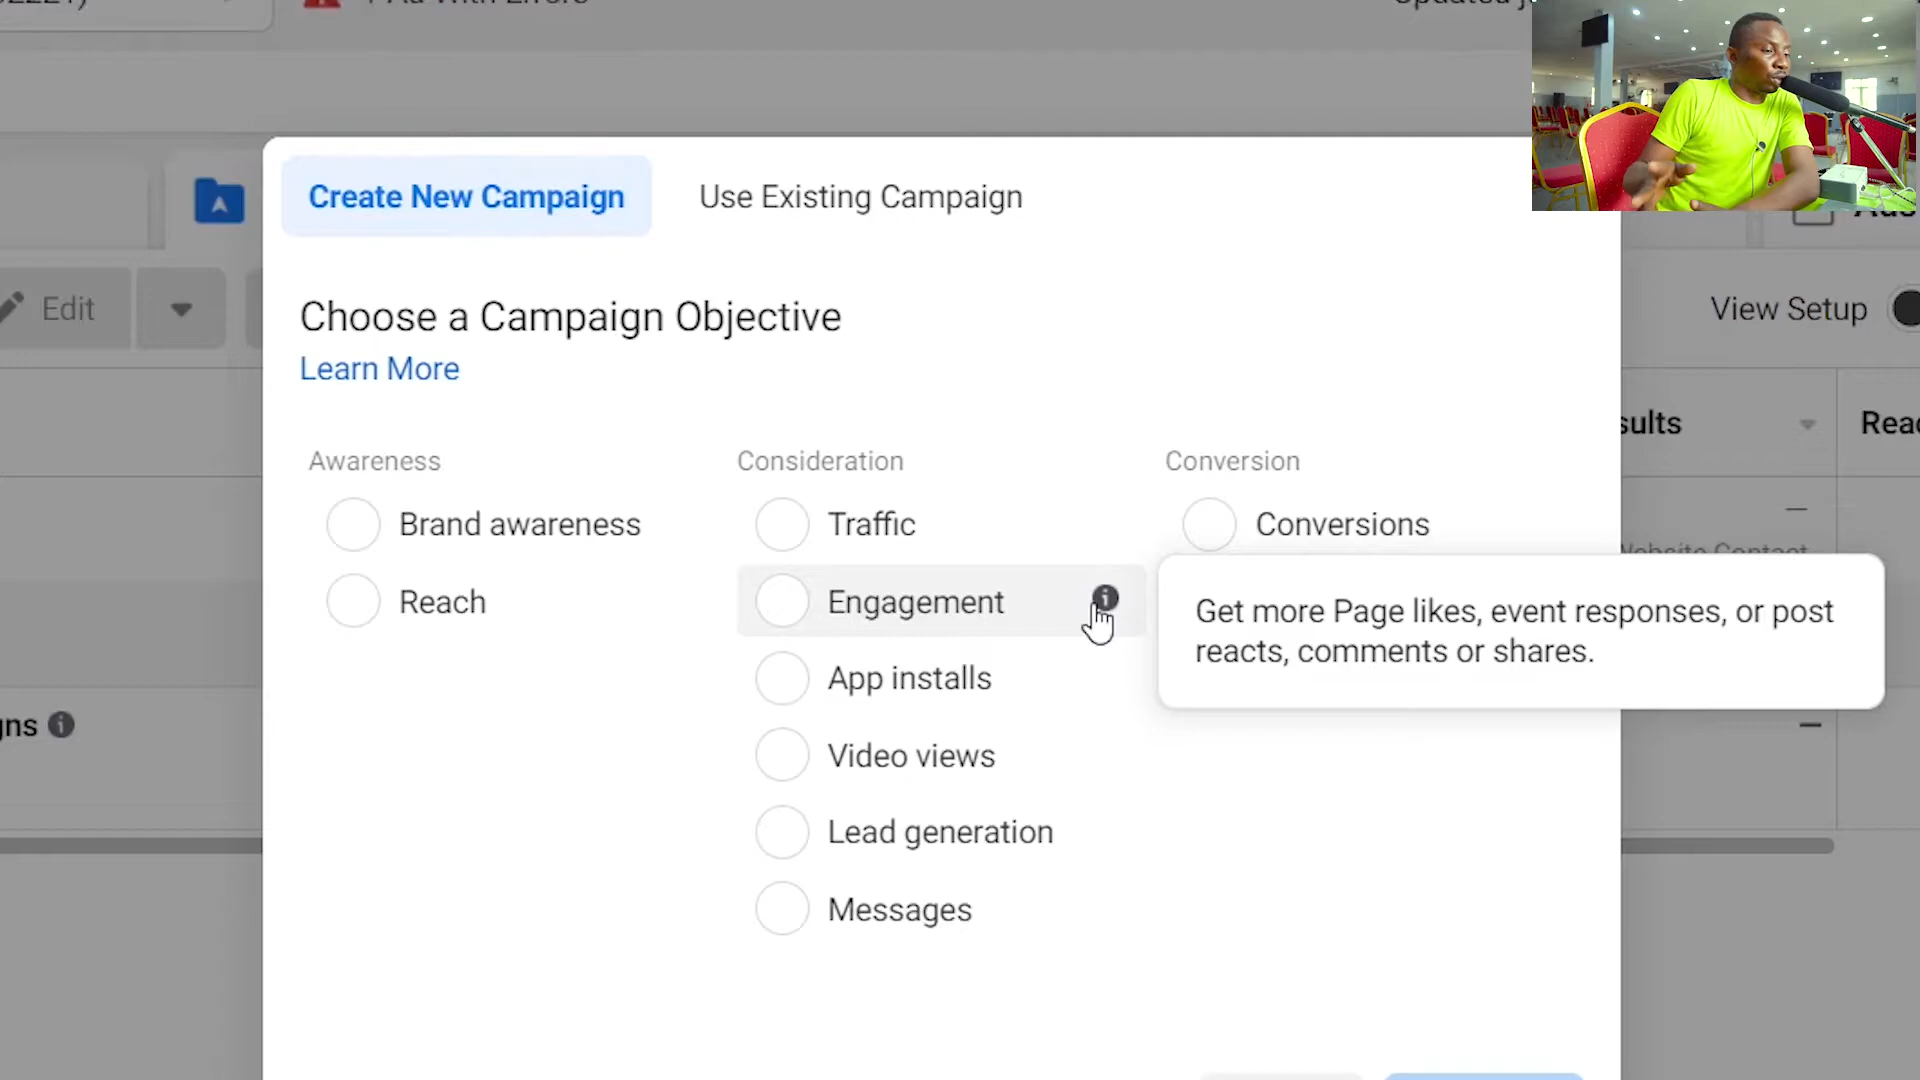 Create New Campaign
Use Existing Campaign
Edit
View Setup
Choose a Campaign Objective
Learn More
Awareness
Consideration
Conversion
Brand awareness
Traffic
Conversions
Reach
Engagement
Get more Page likes, event responses, or post
reacts, comments or shares.
App installs
Video views
Lead generation
Messages